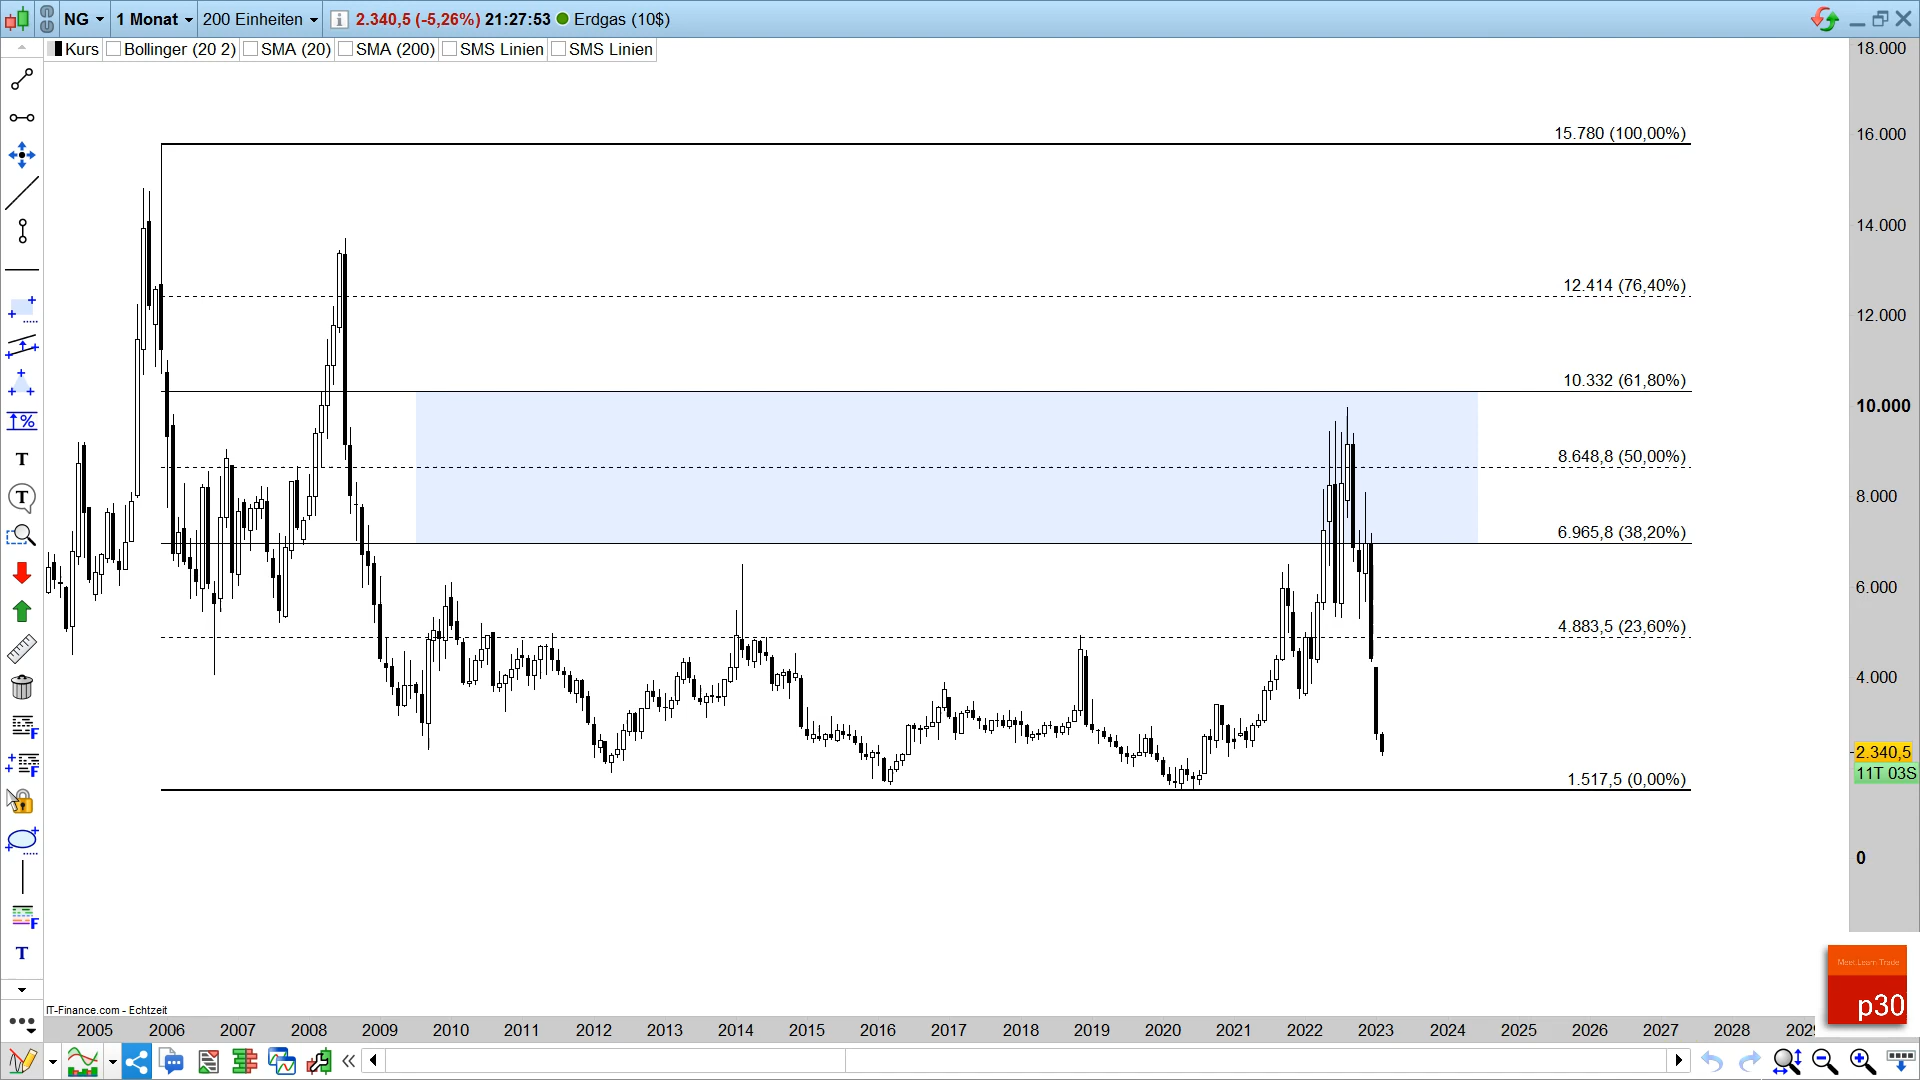 NG 1 Monat 200 Einheiten 2.340,5 (-5,26%) 21:27:53 Erdgas (10$)
Kurs Bollinger (20 2) SMA (20) SMA (200) SMS Linien SMS Linien
18.000
15.780 (100,00%)
16.000
14.000
12.414 (76,40%)
12.000
10.332 (61,80%)
10.000
8.648,8 (50,00%)
8.000
6.965,8 (38,20%)
6.000
4.883,5 (23,60%)
4.000
2.340,5
11T 03S
1.517,5 (0,00%)
0
Meet Learn Trade
p30
IT-Finance.com - Echtzeit
2005 2006 2007 2008 2009 2010 2011 2012 2013 2014 2015 2016 2017 2018 2019 2020 2021 2022 2023 2024 2025 2026 2027 2028